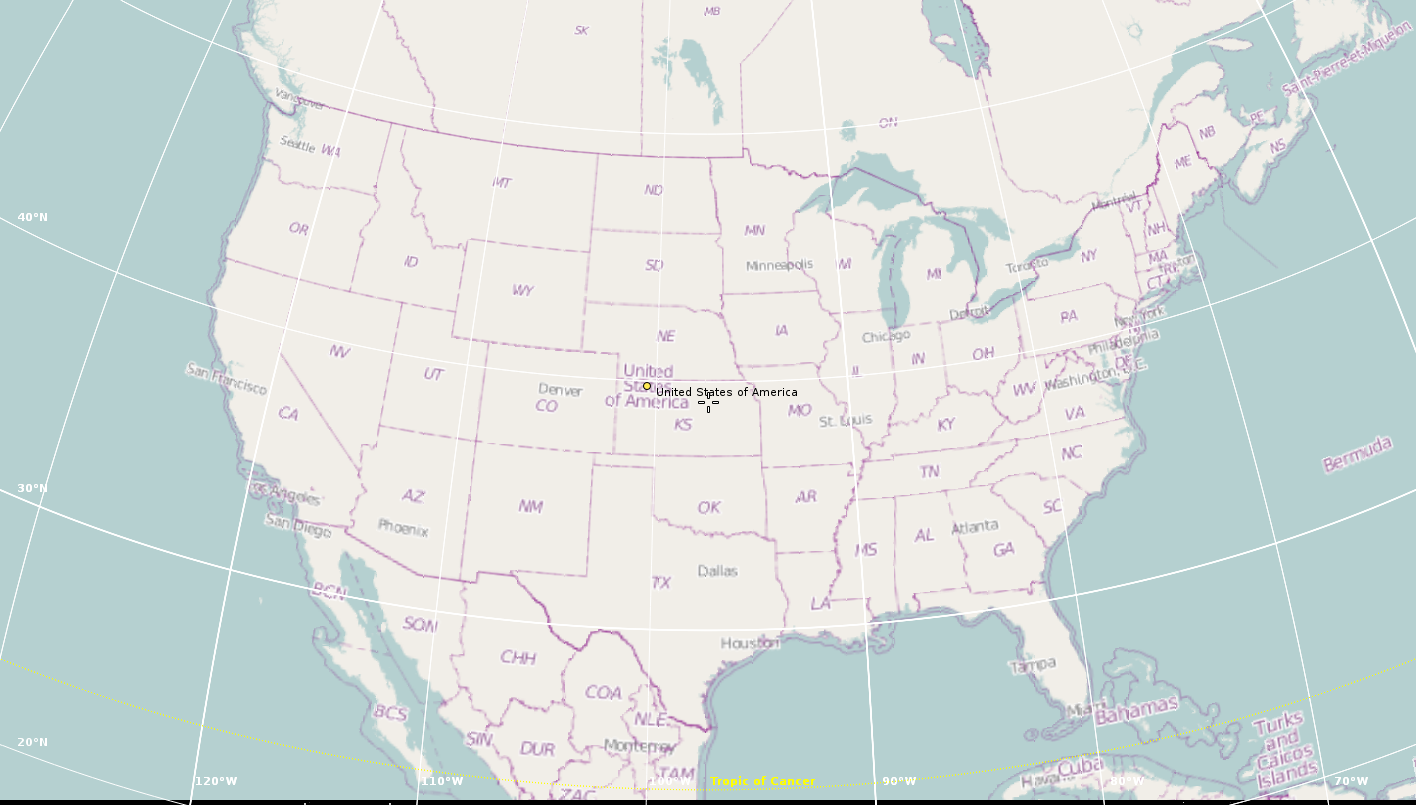 MB
SK
Saint-Pierre-et-Miquelon
Vancouver
ON
PE
NB
NS
Seattle
WA
ME
MT
ND
Montréal
VT
40°N
OR
MN
NH
NY
MA
ID
SD
Minneapolis
WI
MI
Toronto
RI
CT
WY
Detroit
PA
New York
NE
IA
Chicago
Philadelphia
NV
UT
IN
OH
DE
San Francisco
United
States
of America
IL
Washington, D.C.
Denver
United States of America
WV
CO
MO
CA
KS
St. Louis
KY
VA
Bermuda
NC
TN
30°N
Los Angeles
AZ
NM
OK
AR
SC
San Diego
Phoenix
AL
Atlanta
MS
GA
Dallas
TX
BCN
LA
SON
Houston
CHH
Tampa
COA
BCS
NLE
Miami
Bahamas
20°N
SIN
DUR
Monterrey
Turks
and
Caicos
Islands
TAM
Cuba
120°W
110°W
100°W
Tropic of Cancer
90°W
80°W
70°W
ZAC